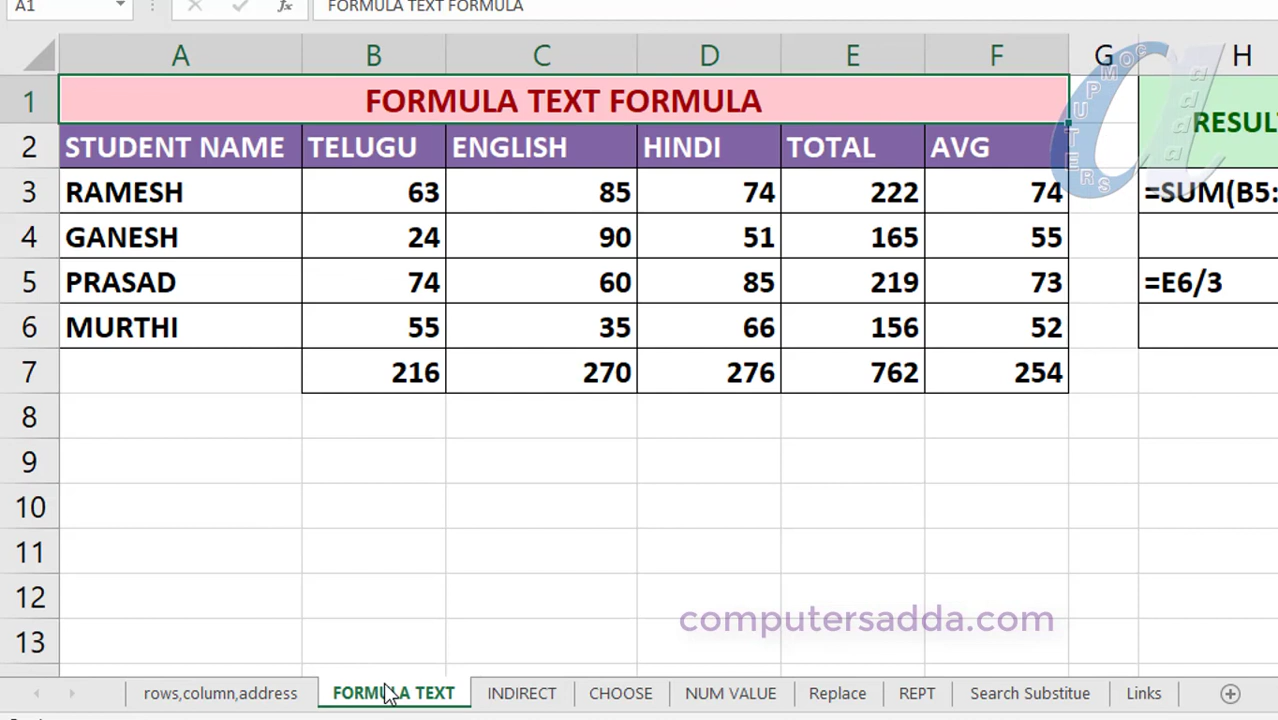 A1 fx FORMULA TEXT FORMULA
A B C D E F G H
1 FORMULA TEXT FORMULA
2 STUDENT NAME TELUGU ENGLISH HINDI TOTAL AVG
RESUL
3 RAMESH 63 85 74 222 74 =SUM(B5:
4 GANESH 24 90 51 165 55
5 PRASAD 74 60 85 219 73 =E6/3
6 MURTHI 55 35 66 156 52
7 216 270 276 762 254
8
9
10
11
12
13
COMPUTERS adda
computersadda.com
rows,column,address FORMULA TEXT INDIRECT CHOOSE NUM VALUE Replace REPT Search Substitue Links